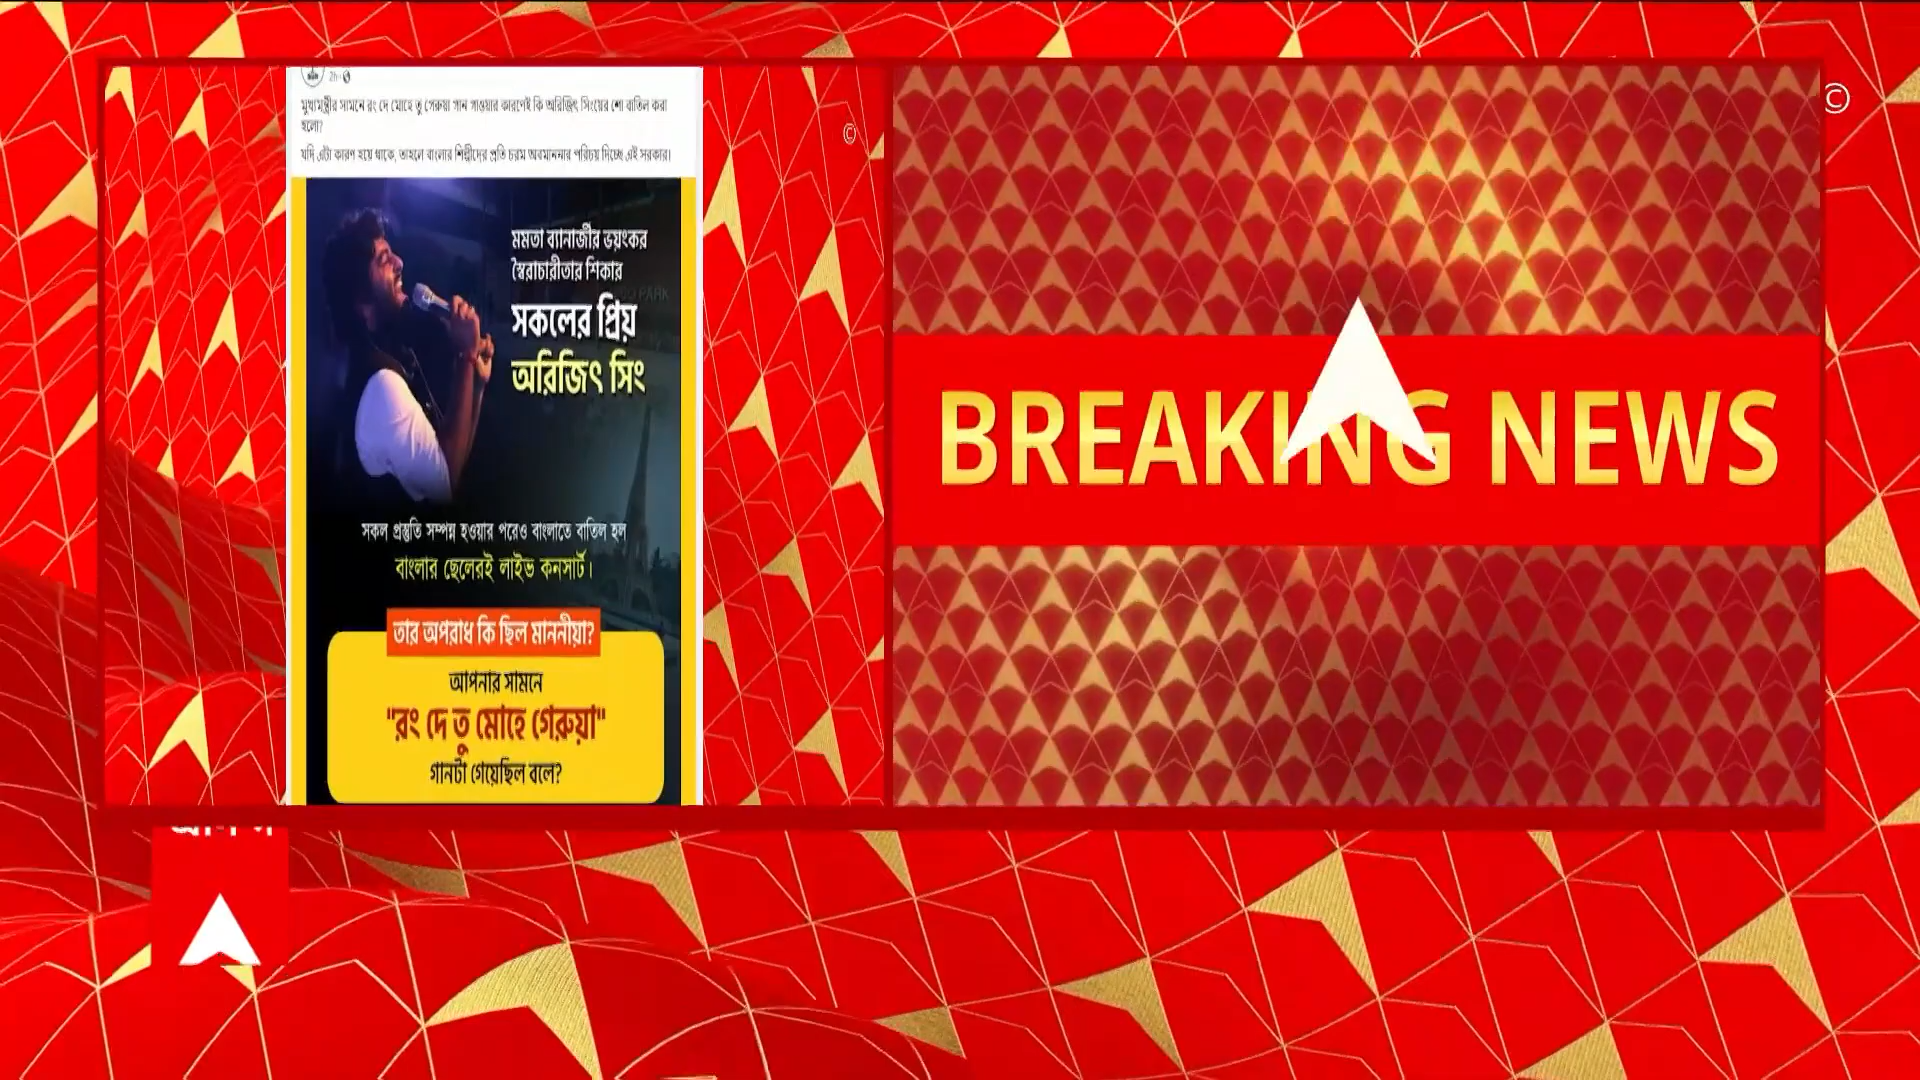 2h
মুখ্যমন্ত্রীর সামনে রং দে মোহে তু গেরুয়া গান গাওয়ার কারণেই কি অরিজিৎ সিংয়ের শো বাতিল করা
হলো?
যদি এটা কারণ হয়ে থাকে, তাহলে বাংলার শিল্পীদের প্রতি চরম অবমাননার পরিচয় দিচ্ছে এই সরকার।
মমতা ব্যানার্জীর ভয়ংকর
স্বৈরাচারীতার শিকার
সকলের প্রিয়
অরিজিৎ সিং
সকল প্রস্তুতি সম্পন্ন হওয়ার পরেও বাংলাতে বাতিল হল
বাংলার ছেলেরই লাইভ কনসার্ট।
তার অপরাধ কি ছিল মাননীয়া?
আপনার সামনে
"রং দে তু মোহে গেরুয়া"
গানটা গেয়েছিল বলে?
©
BREAKING NEWS
©